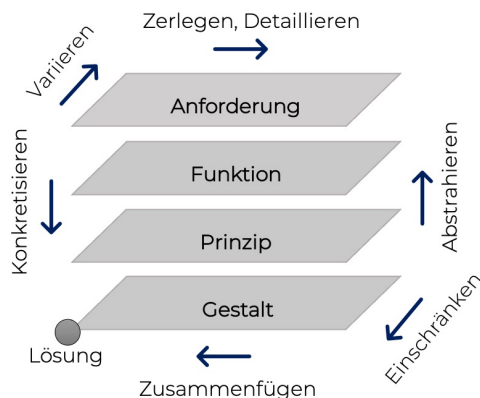 Zerlegen, Detaillieren
Variieren
Anforderung
Funktion
Konkretisieren
Abstrahieren
Prinzip
Gestalt
Einschränken
Lösung
Zusammenfügen